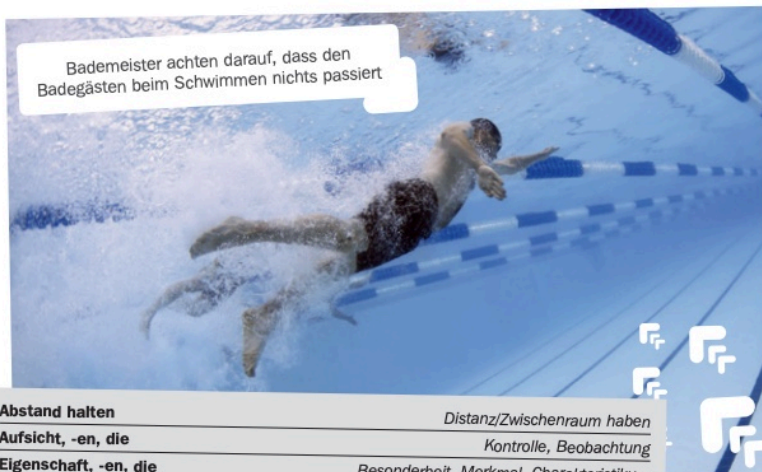 Bademeister achten darauf, dass den
Badegästen beim Schwimmen nichts passiert
Abstand halten Distanz/Zwischenraum haben
Aufsicht, -en, die Kontrolle, Beobachtung
Eigenschaft, -en, die Besonderheit, Merkmal,